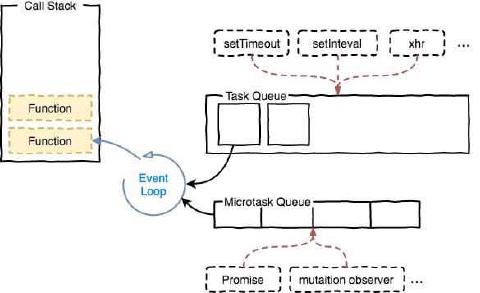 Call Stack
setTimeout
setInteval
xhr
...
Task Queue
Function
Function
Event
Loop
Microtask Queue
Promise
mutaition observer
...